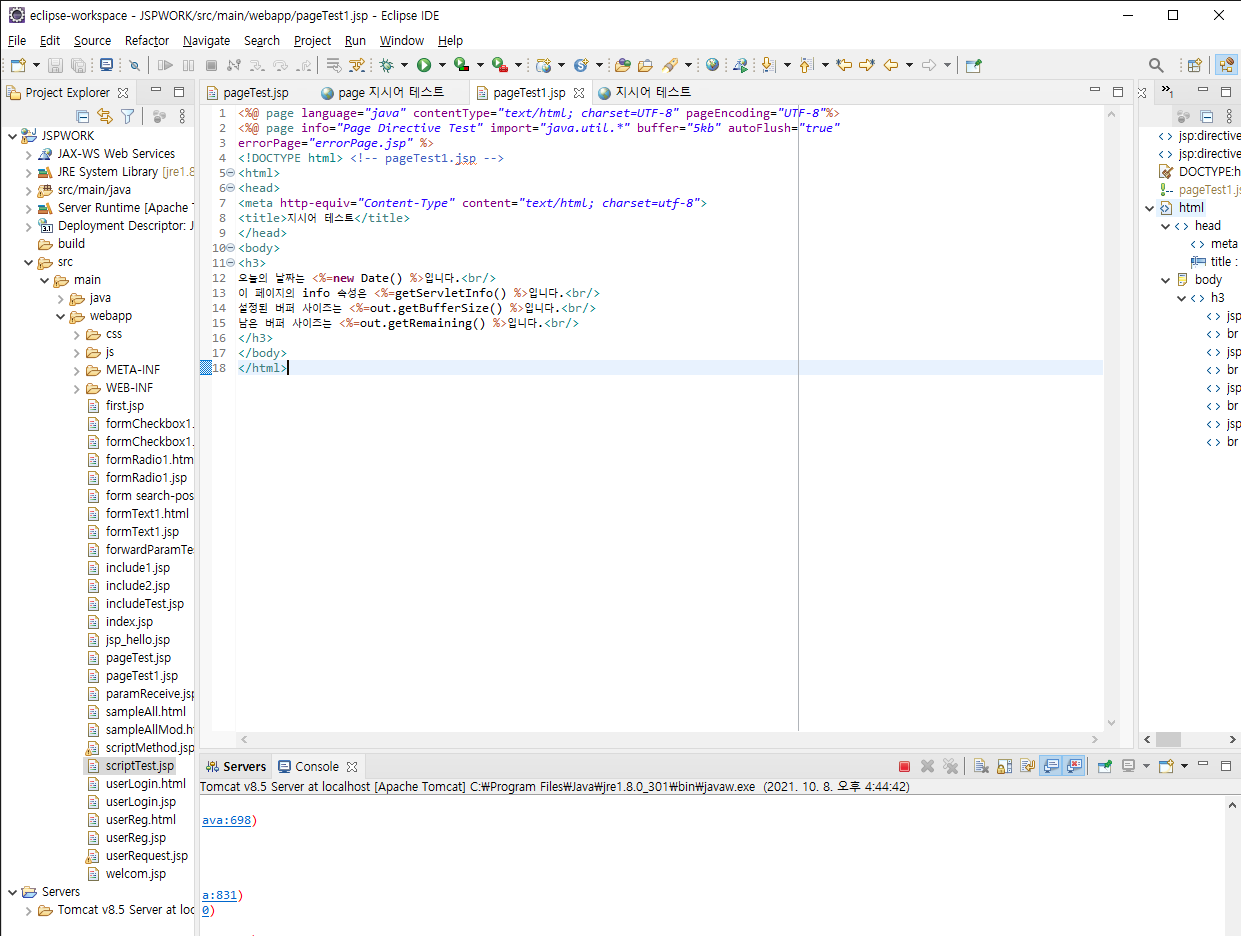 eclipse-workspace - JSPWORK/src/main/webapp/pageTest1.jsp - Eclipse IDE
File Edit Source Refactor Navigate Search Project Run Window Help
Project Explorer
JSPWORK
JAX-WS Web Services
JRE System Library [jre1.8
src/main/java
Server Runtime [Apache T
Deployment Descriptor: J
build
src
main
java
webapp
css
js
META-INF
WEB-INF
first.jsp
formCheckbox1.
formCheckbox1.
formRadio1.htm
formRadio1.jsp
form search-pos
formText1.html
formText1.jsp
forwardParamTe
include1.jsp
include2.jsp
includeTest.jsp
index.jsp
jsp_hello.jsp
pageTest.jsp
pageTest1.jsp
paramReceive.jsp
sampleAll.html
sampleAllMod.ht
scriptMethod.jsp
scriptTest.jsp
userLogin.html
userLogin.jsp
userReg.html
userReg.jsp
userRequest.jsp
welcom.jsp
Servers
Tomcat v8.5 Server at loc
pageTest.jsp page 지시어 테스트 pageTest1.jsp 지시어 테스트
1 <%@ page language="java" contentType="text/html; charset=UTF-8" pageEncoding="UTF-8"%>
2 <%@ page info="Page Directive Test" import="java.util.*" buffer="5kb" autoFlush="true"
3 errorPage="errorPage.jsp" %>
4 <!DOCTYPE html> <!-- pageTest1.jsp -->
5 <html>
6 <head>
7 <meta http-equiv="Content-Type" content="text/html; charset=utf-8">
8 <title>지시어 테스트</title>
9 </head>
10 <body>
11 <h3>
12 오늘의 날짜는 <%=new Date() %>입니다.<br/>
13 이 페이지의 info 속성은 <%=getServletInfo() %>입니다.<br/>
14 설정된 버퍼 사이즈는 <%=out.getBufferSize() %>입니다.<br/>
15 남은 버퍼 사이즈는 <%=out.getRemaining() %>입니다.<br/>
16 </h3>
17 </body>
18 </html>
jsp:directive
jsp:directive
DOCTYPE:h
pageTest1.j
html
head
meta
title :
body
h3
jsp
br
jsp
br
jsp
br
jsp
br
Servers Console
Tomcat v8.5 Server at localhost [Apache Tomcat] C:₩Program Files₩Java₩jre1.8.0_301₩bin₩javaw.exe (2021. 10. 8. 오후 4:44:42)
ava:698)
a:831)
0)